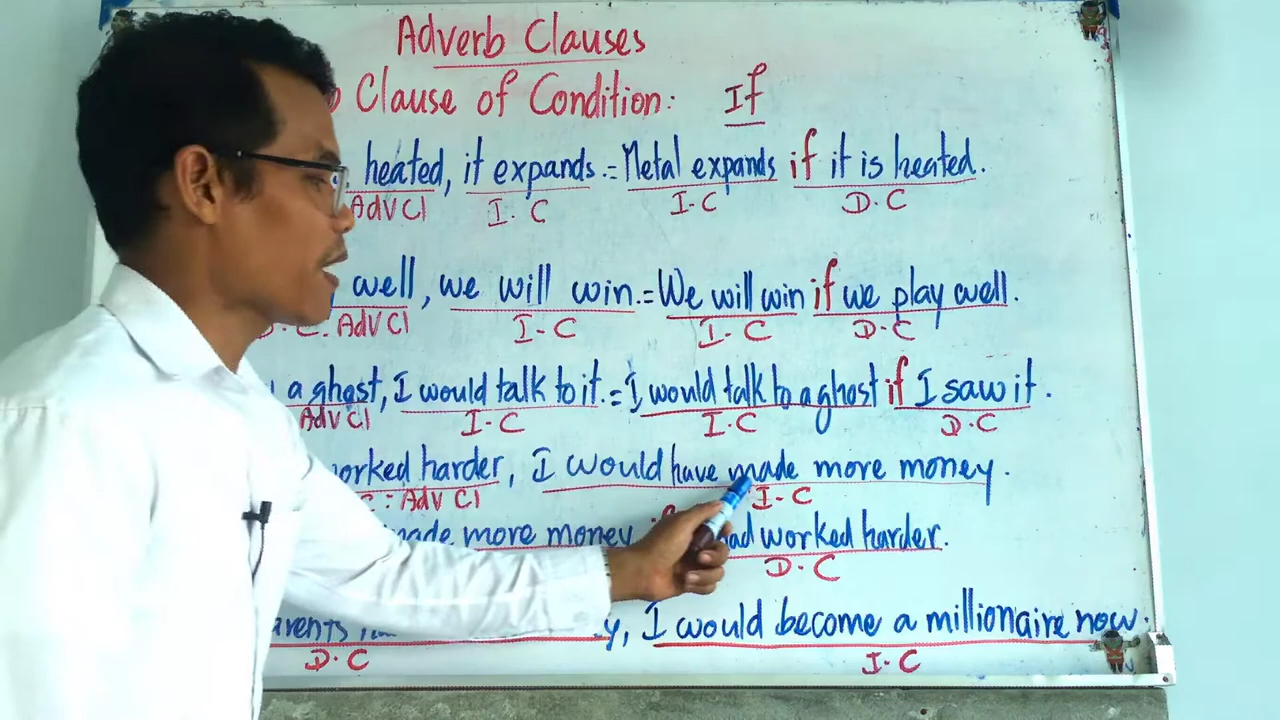 Adverb Clauses
Clause of Condition: If
heated, it expands. = Metal expands if it is heated.
Adv Cl I. C I. C D. C
well, we will win. = We will win if we play well.
C: Adv Cl I. C I. C D. C
a ghost, I would talk to it. = I would talk to a ghost if I saw it.
Adv Cl I. C I. C D. C
worked harder, I would have made more money.
C: Adv Cl I. C
made more money had worked harder.
D. C
I would become a millionaire now.
D. C I. C